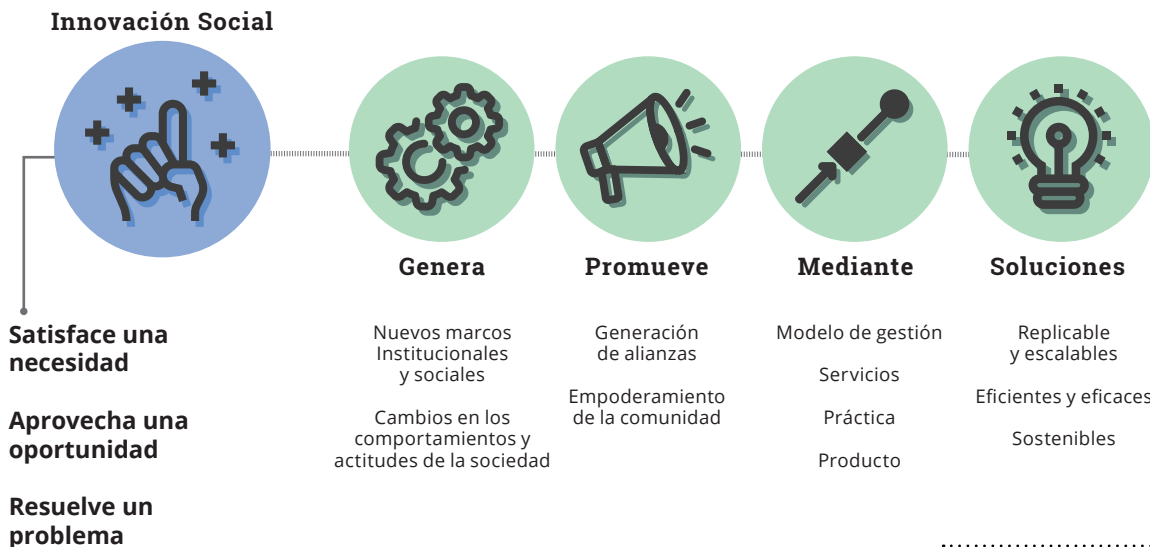 Innovación Social
Satisface una
necesidad
Aprovecha una
oportunidad
Resuelve un
problema
Genera
Nuevos marcos
Institucionales
y sociales
Cambios en los
comportamientos y
actitudes de la sociedad
Promueve
Generación
de alianzas
Empoderamiento
de la comunidad
Mediante
Modelo de gestión
Servicios
Práctica
Producto
Soluciones
Replicable
y escalables
Eficientes y eficaces
Sostenibles